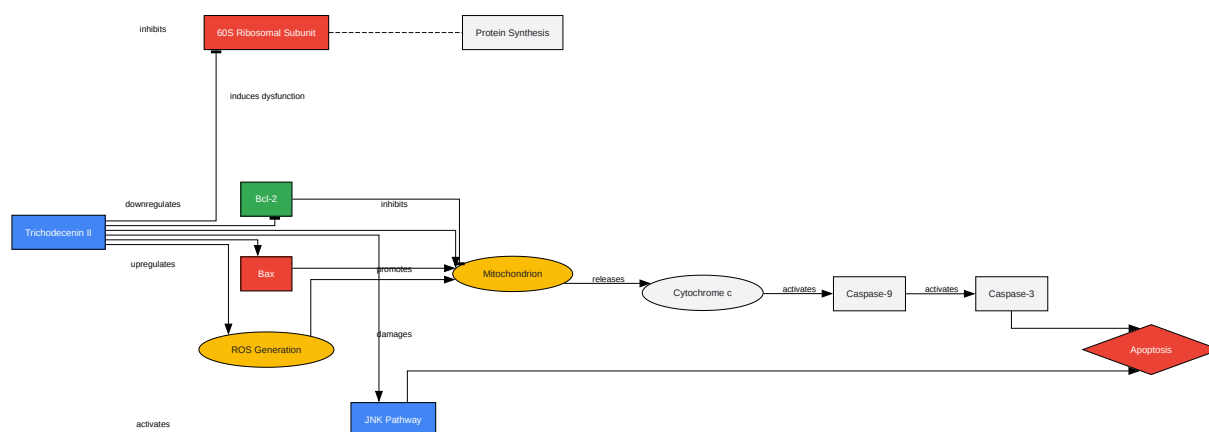 inhibits
60S Ribosomal Subunit
Protein Synthesis
induces dysfunction
downregulates
Bcl-2
inhibits
Trichodecenin II
upregulates
Bax
promotes
Mitochondrion
releases
Cytochrome c
activates
Caspase-9
activates
Caspase-3
damages
ROS Generation
Apoptosis
JNK Pathway
activates